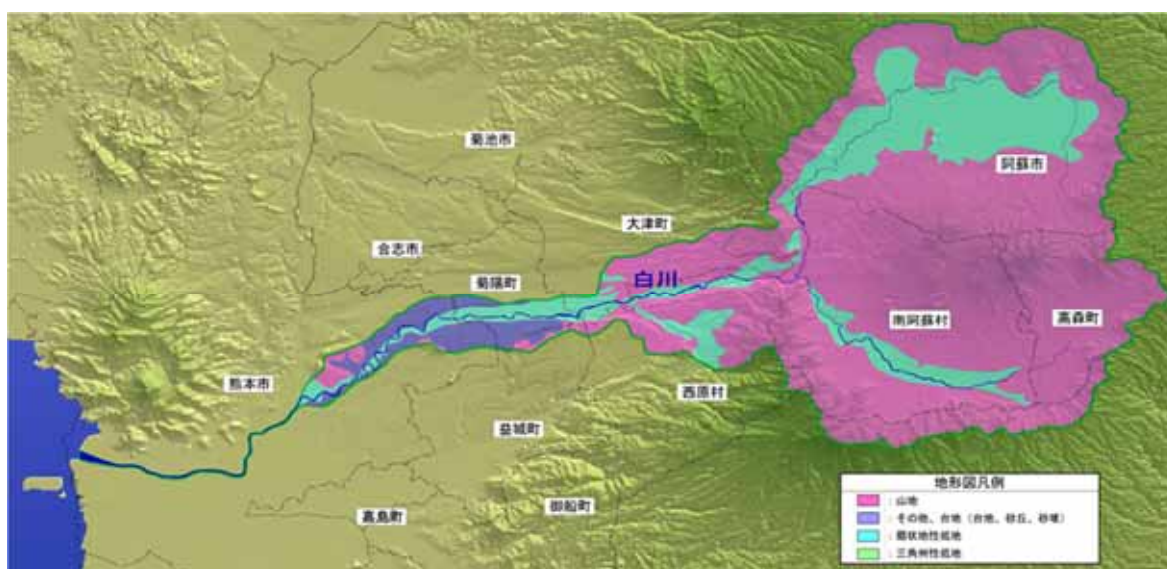 菊池市
阿蘇市
大津町
合志市
白川
菊陽町
南阿蘇村
高森町
熊本市
西原村
益城町
御船町
嘉島町
地形図凡例
：山地
：その他、台地（台地、砂丘、砂堆）
：扇状地性低地
：三角州性低地